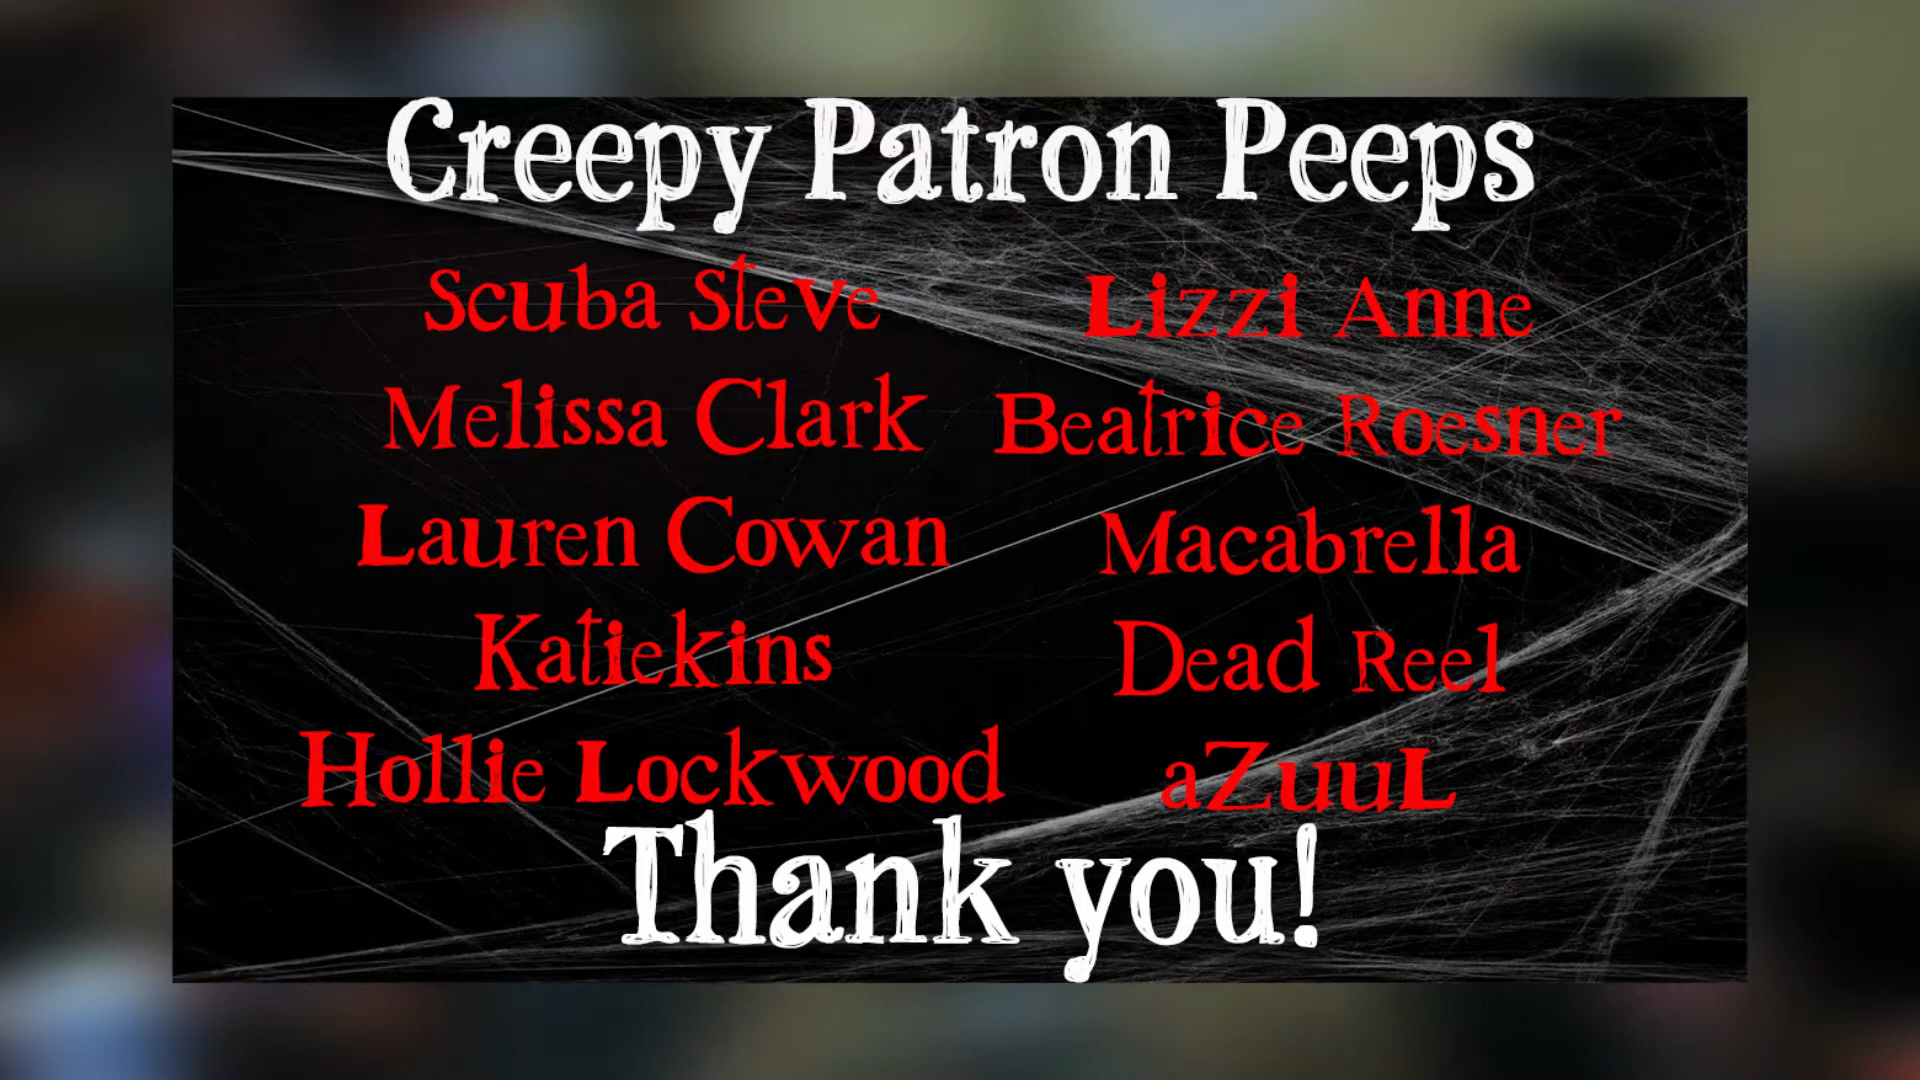 Creepy Patron Peeps
Scuba Steve
Melissa Clark
Lauren Cowan
Katiekins
Hollie Lockwood
Lizzi Anne
Beatrice Roesner
Macabrella
Dead Reel
aZuuL
Thank you!